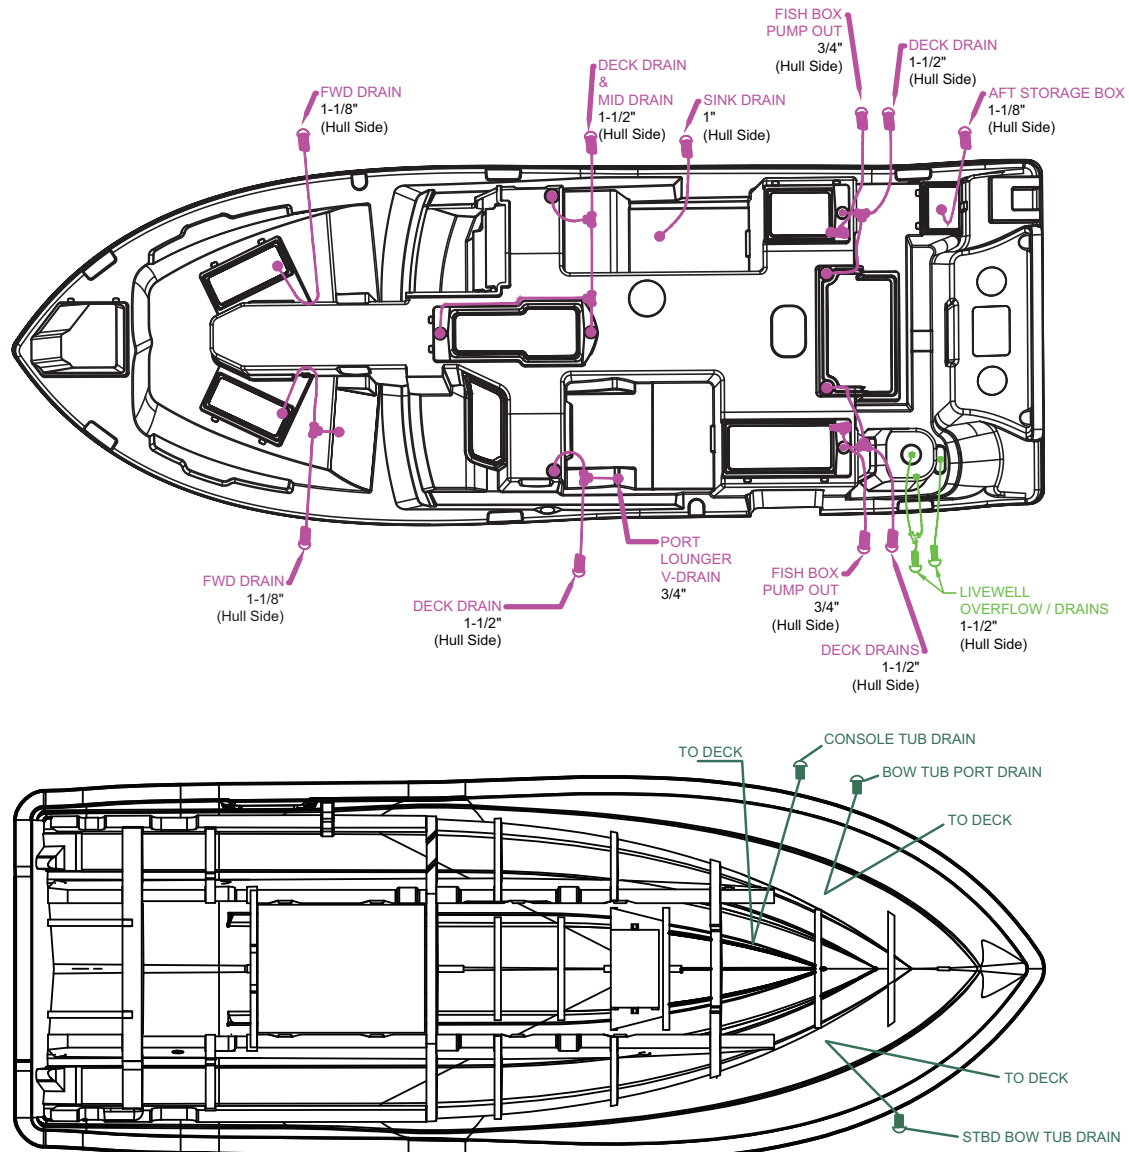 FISH BOX
PUMP OUT
3/4"
(Hull Side)
DECK DRAIN
1-1/2"
(Hull Side)
FWD DRAIN
1-1/8"
(Hull Side)
DECK DRAIN
&
MID DRAIN
1-1/2"
(Hull Side)
SINK DRAIN
1"
(Hull Side)
AFT STORAGE BOX
1-1/8"
(Hull Side)
FWD DRAIN
1-1/8"
(Hull Side)
DECK DRAIN
1-1/2"
(Hull Side)
PORT
LOUNGER
V-DRAIN
3/4"
FISH BOX
PUMP OUT
3/4"
(Hull Side)
DECK DRAINS
1-1/2"
(Hull Side)
LIVEWELL
OVERFLOW / DRAINS
1-1/2"
(Hull Side)
TO DECK
CONSOLE TUB DRAIN
BOW TUB PORT DRAIN
TO DECK
TO DECK
STBD BOW TUB DRAIN